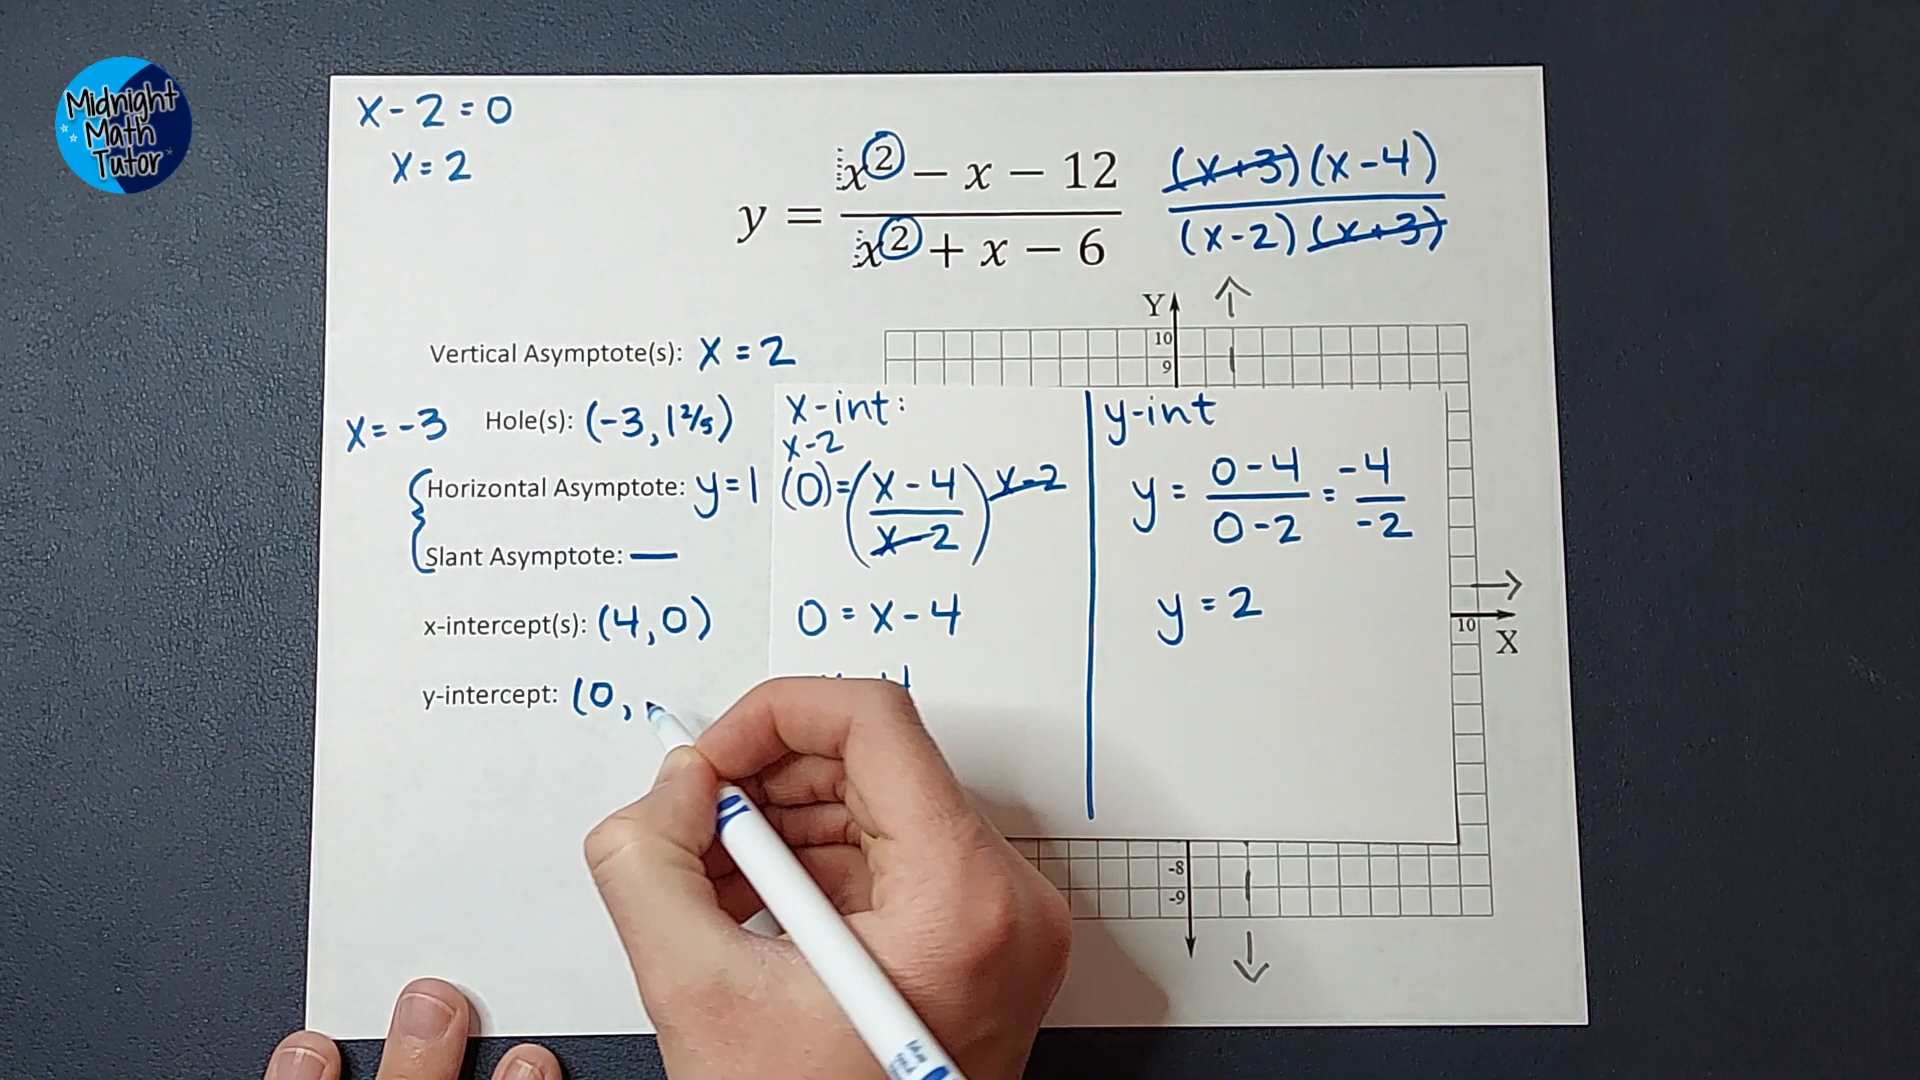 Midnight
Math
Tutor
x-2=0
x=2
y = x² − x − 12 / x² + x − 6
(x+3)(x-4) / (x-2)(x+3)
Vertical Asymptote(s): x=2
x=-3 Hole(s): (-3, 1 2/5)
Horizontal Asymptote: y=1
Slant Asymptote: —
x-intercept(s): (4,0)
y-intercept: (0,
x-int:
x-2
(0)=(x-4 / x-2) x-2
0=x-4
y-int
y = 0-4 / 0-2 = -4 / -2
y=2
Y
10
9
10
X
-8
-9